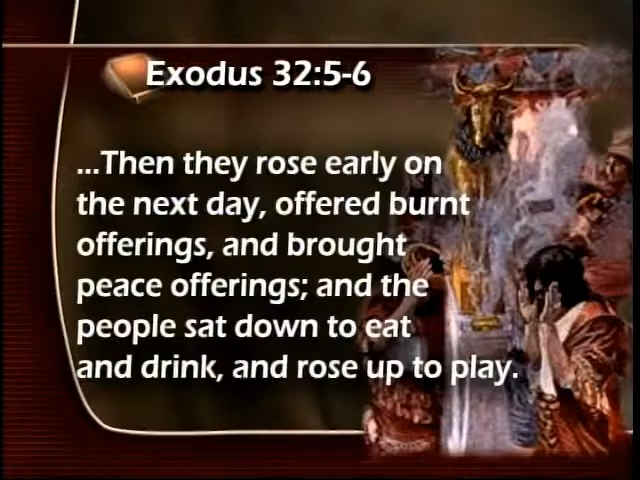 Exodus 32:5-6
...Then they rose early on
the next day, offered burnt
offerings, and brought
peace offerings; and the
people sat down to eat
and drink, and rose up to play.